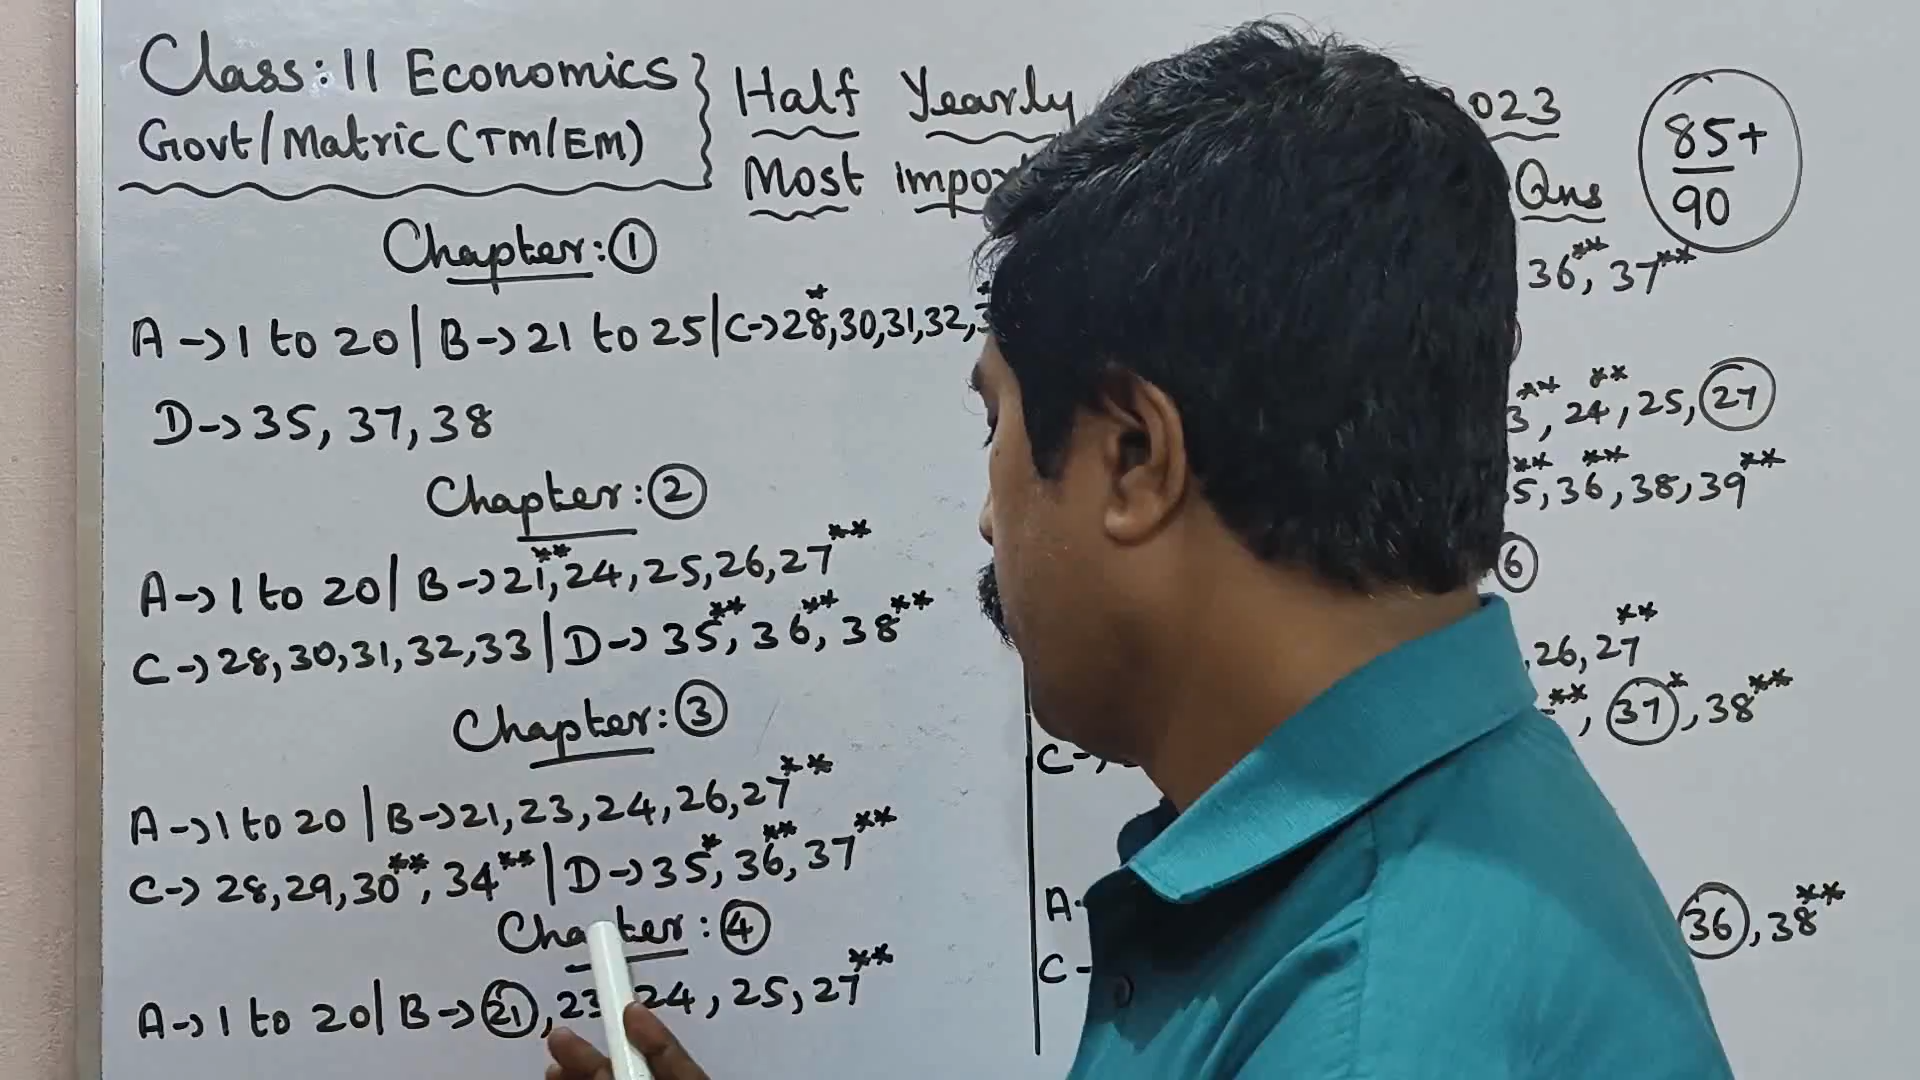 Class: 11 Economics
Govt/Matric (TM/EM)
Half Yearly 2023
Most Qns
85+
90
Chapter: 1
A → 1 to 20 | B → 21 to 25 | C → 28*, 30, 31, 32,
D → 35, 37, 38
Chapter: 2
A → 1 to 20 | B → 21**, 24, 25, 26, 27**
C → 28, 30, 31, 32, 33 | D → 35**, 36**, 38**
Chapter: 3
A → 1 to 20 | B → 21, 23, 24, 26, 27**
C → 28, 29, 30**, 34** | D → 35*, 36**, 37**
Chapter: 4
A → 1 to 20 | B → 21, 23 24, 25, 27**
36**, 37**
**, 24**, 25, 27
**, 36**, 38, 39**
6
, 26, 27**
**, 37*, 38**
C →
A
36, 38**
C